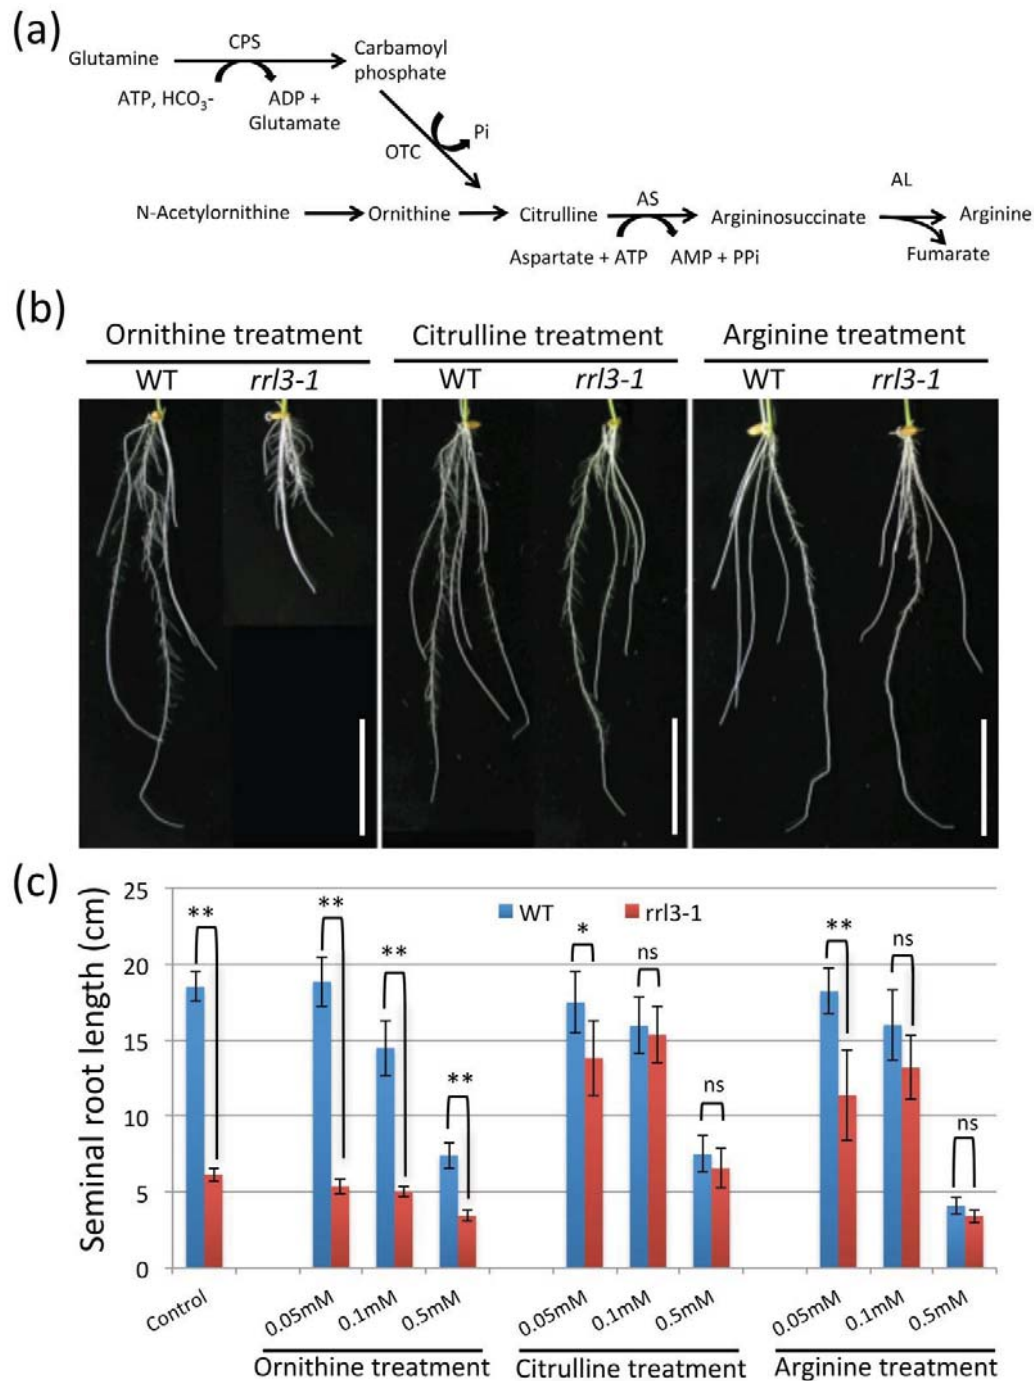 (a)
CPS
Glutamine
Carbamoyl
phosphate
ATP, HCO₃-
ADP +
Glutamate
Pi
OTC
AL
AS
N-Acetylornithine
Ornithine
Citrulline
Argininosuccinate
Arginine
Aspartate + ATP
AMP + PPi
Fumarate
(b)
Ornithine treatment
Citrulline treatment
Arginine treatment
WT rrl3-1
WT rrl3-1
WT rrl3-1
(c)
Seminal root length (cm)
25
20
15
10
5
0
WT rrl3-1
**
**
**
**
*
ns
ns
**
ns
ns
Control
0.05mM
0.1mM
0.5mM
0.05mM
0.1mM
0.5mM
0.05mM
0.1mM
0.5mM
Ornithine treatment
Citrulline treatment
Arginine treatment